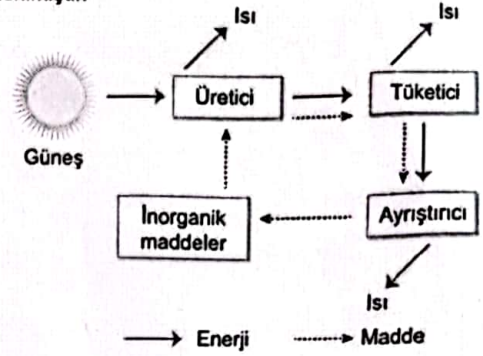 Isı
Isı
Üretici
Tüketici
Güneş
İnorganik
maddeler
Ayrıştırıcı
Isı
Enerji
Madde